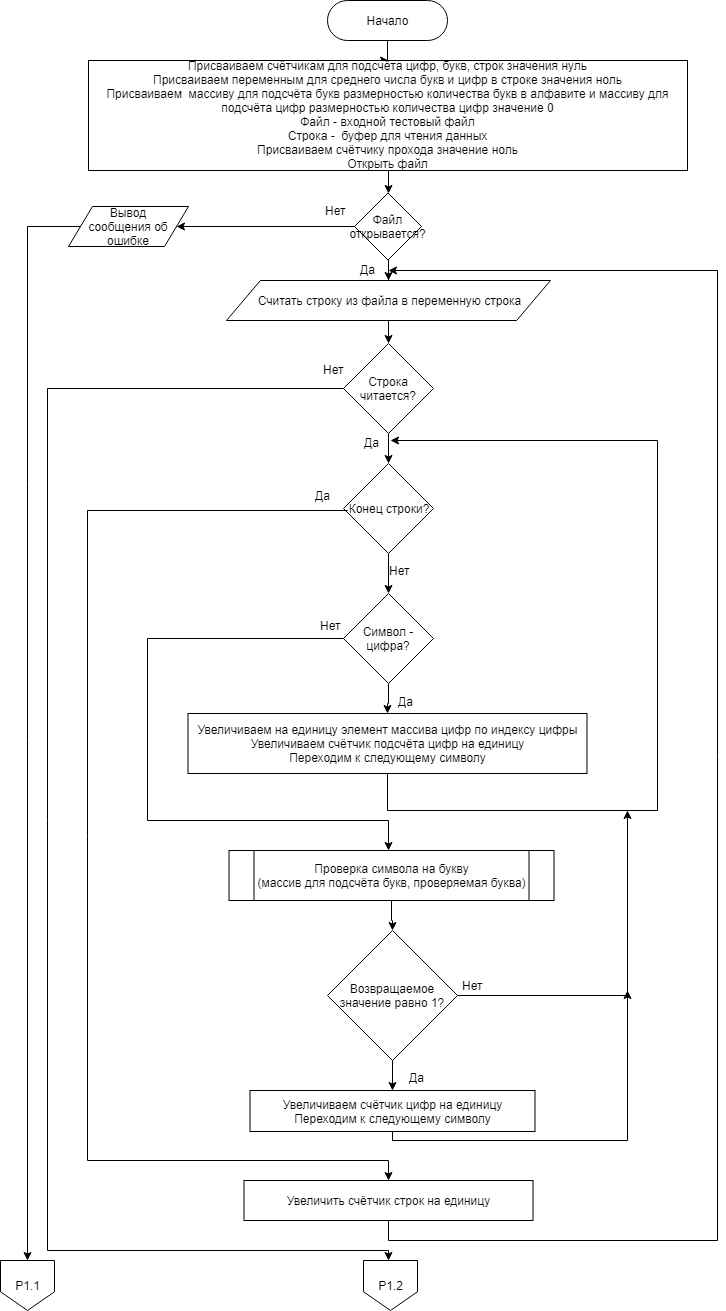 Начало
Присваиваем счётчикам для подсчёта цифр, букв, строк значения нуль
Присваиваем переменным для среднего числа букв и цифр в строке значения ноль
Присваиваем массиву для подсчёта букв размерностью количества букв в алфавите и массиву для
подсчёта цифр размерностью количества цифр значение 0
Файл - входной тестовый файл
Строка - буфер для чтения данных
Присваиваем счётчику прохода значение ноль
Открыть файл
Файл
открывается?
Нет
Вывод
сообщения об
ошибке
Да
Считать строку из файла в переменную строка
Нет
Строка
читается?
Да
Да
Конец строки?
Нет
Нет
Символ -
цифра?
Да
Увеличиваем на единицу элемент массива цифр по индексу цифры
Увеличиваем счётчик подсчёта цифр на единицу
Переходим к следующему символу
Проверка символа на букву
(массив для подсчёта букв, проверяемая буква)
Возвращаемое
значение равно 1?
Нет
Да
Увеличиваем счётчик цифр на единицу
Переходим к следующему символу
Увеличить счётчик строк на единицу
P1.1
P1.2